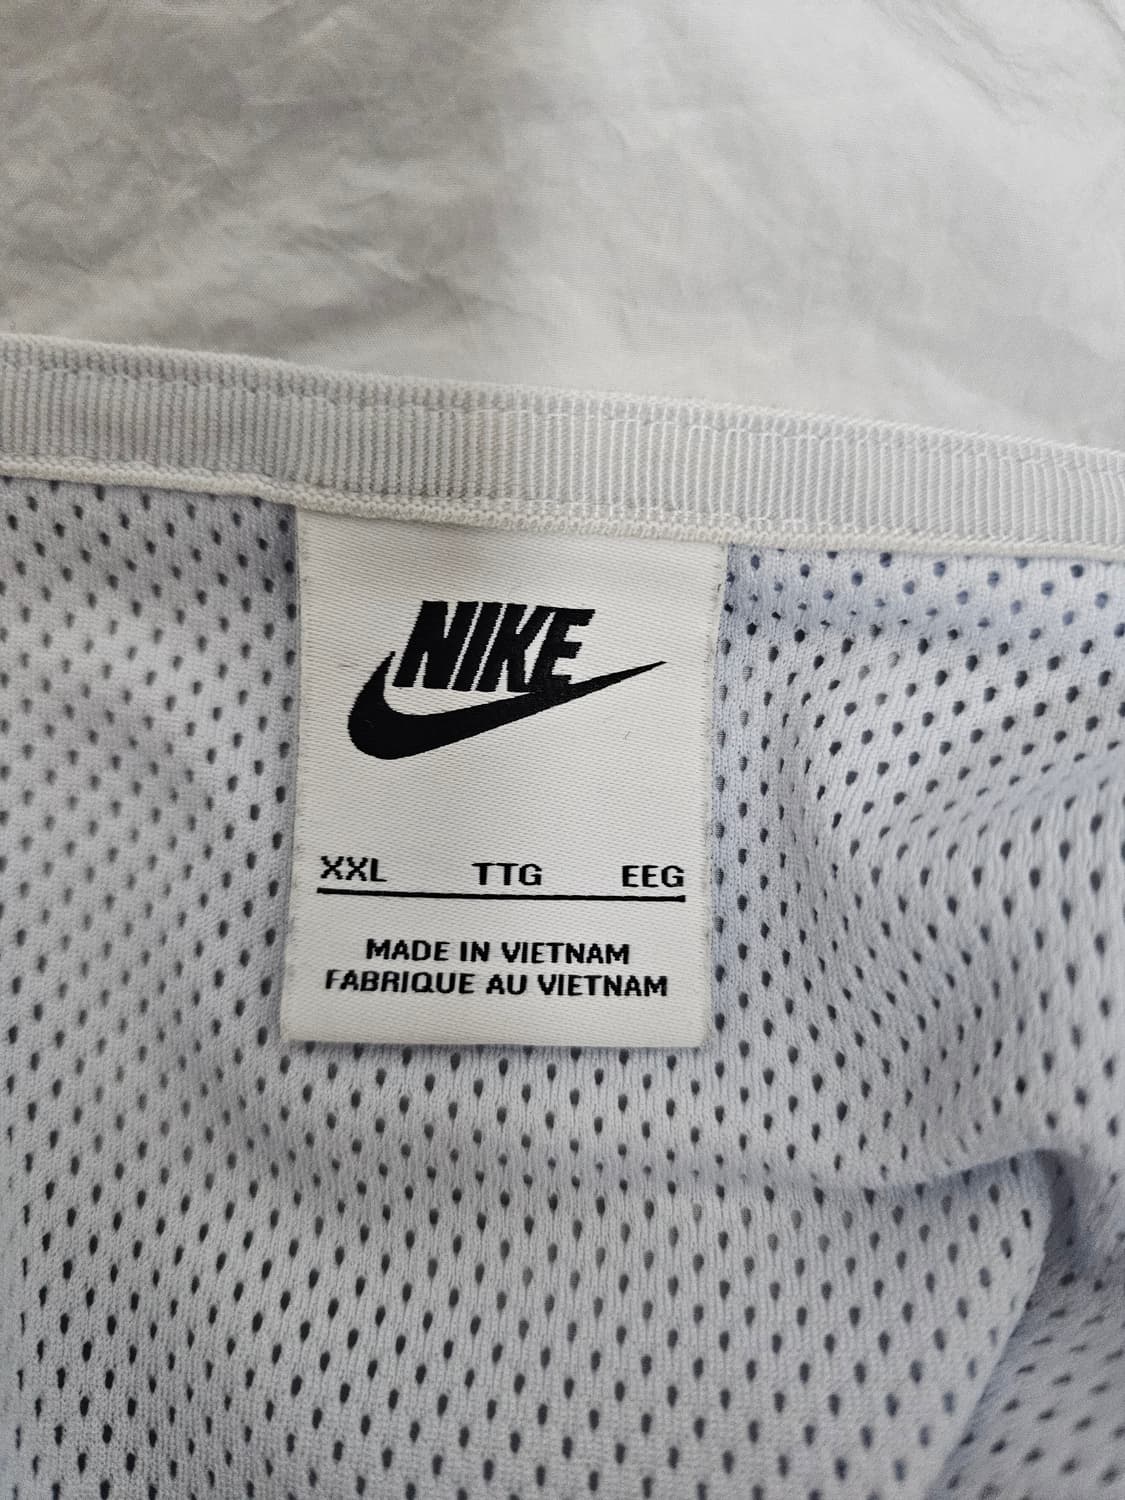 NIKE
XXL TTG EEG
MADE IN VIETNAM
FABRIQUE AU VIETNAM